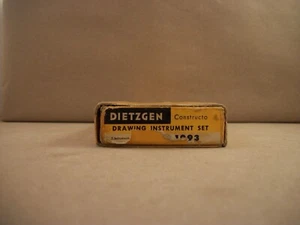 DIETZGEN Constructo
DRAWING INSTRUMENT SET